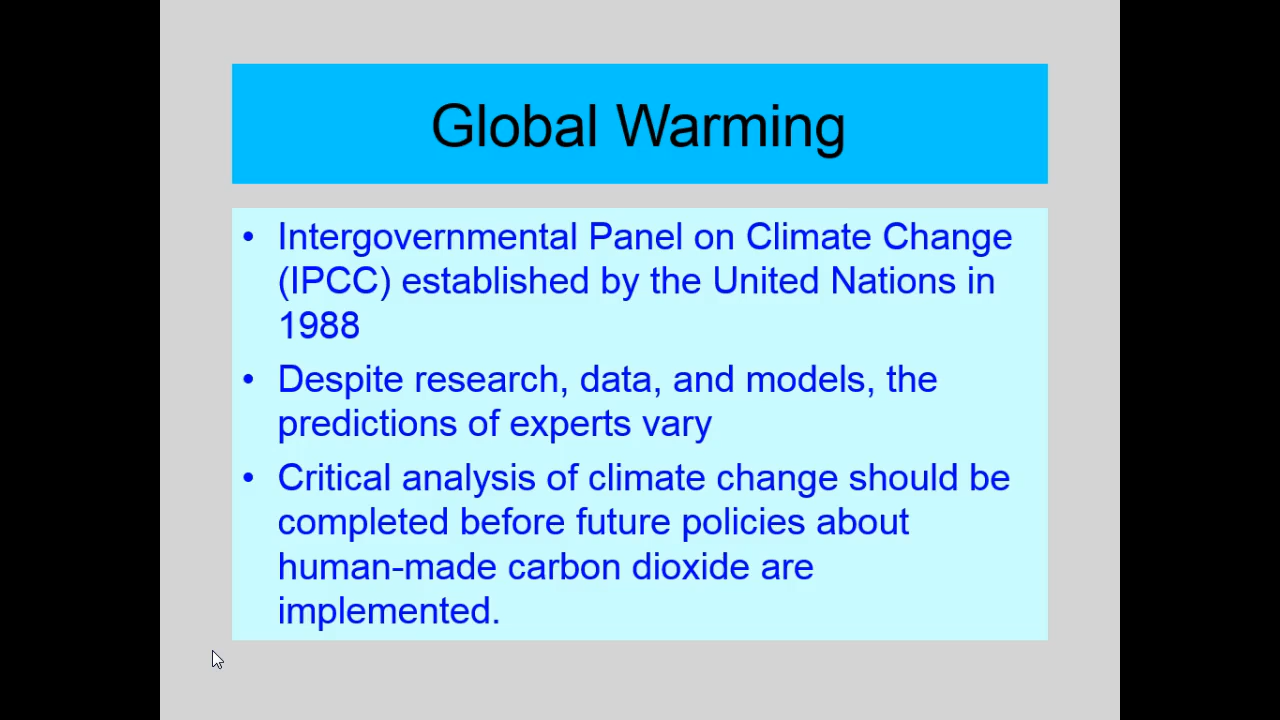 Global Warming
• Intergovernmental Panel on Climate Change
(IPCC) established by the United Nations in
1988
• Despite research, data, and models, the
predictions of experts vary
• Critical analysis of climate change should be
completed before future policies about
human-made carbon dioxide are
implemented.